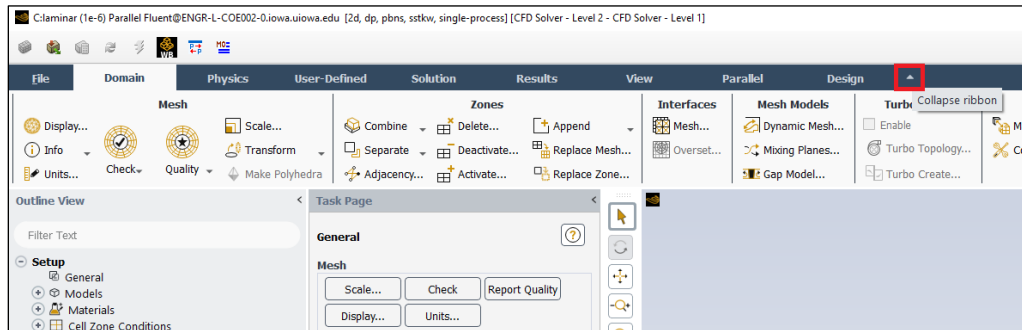 C:laminar (1e-6) Parallel Fluent@ENGR-L-COE002-0.iowa.uiowa.edu [2d, dp, pbns, sstkw, single-process] [CFD Solver - Level 2 - CFD Solver - Level 1]
WB
File Domain Physics User-Defined Solution Results View Parallel Design
Collapse ribbon
Mesh Zones Interfaces Mesh Models Turbo
Display... Scale... Combine Delete... Append Mesh... Dynamic Mesh... Enable M
Info Transform Separate Deactivate... Replace Mesh... Overset... Mixing Planes... Turbo Topology...
Units... Check Quality Make Polyhedra Adjacency... Activate... Replace Zone... Gap Model... Turbo Create...
Outline View Task Page
Filter Text
General
Setup
General
Models
Materials
Cell Zone Conditions
Mesh
Scale... Check Report Quality
Display... Units...